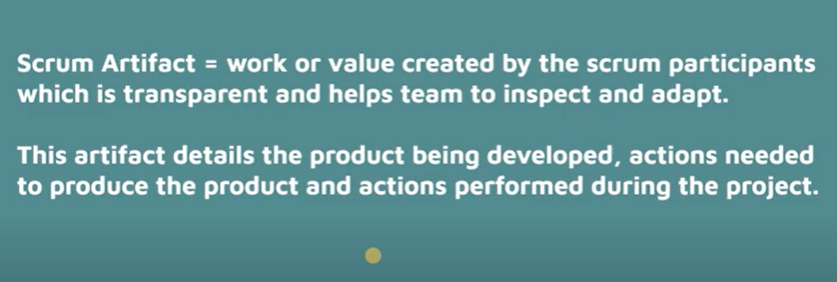 Scrum Artifact = work or value created by the scrum participants
which is transparent and helps team to inspect and adapt.
This artifact details the product being developed, actions needed
to produce the product and actions performed during the project.